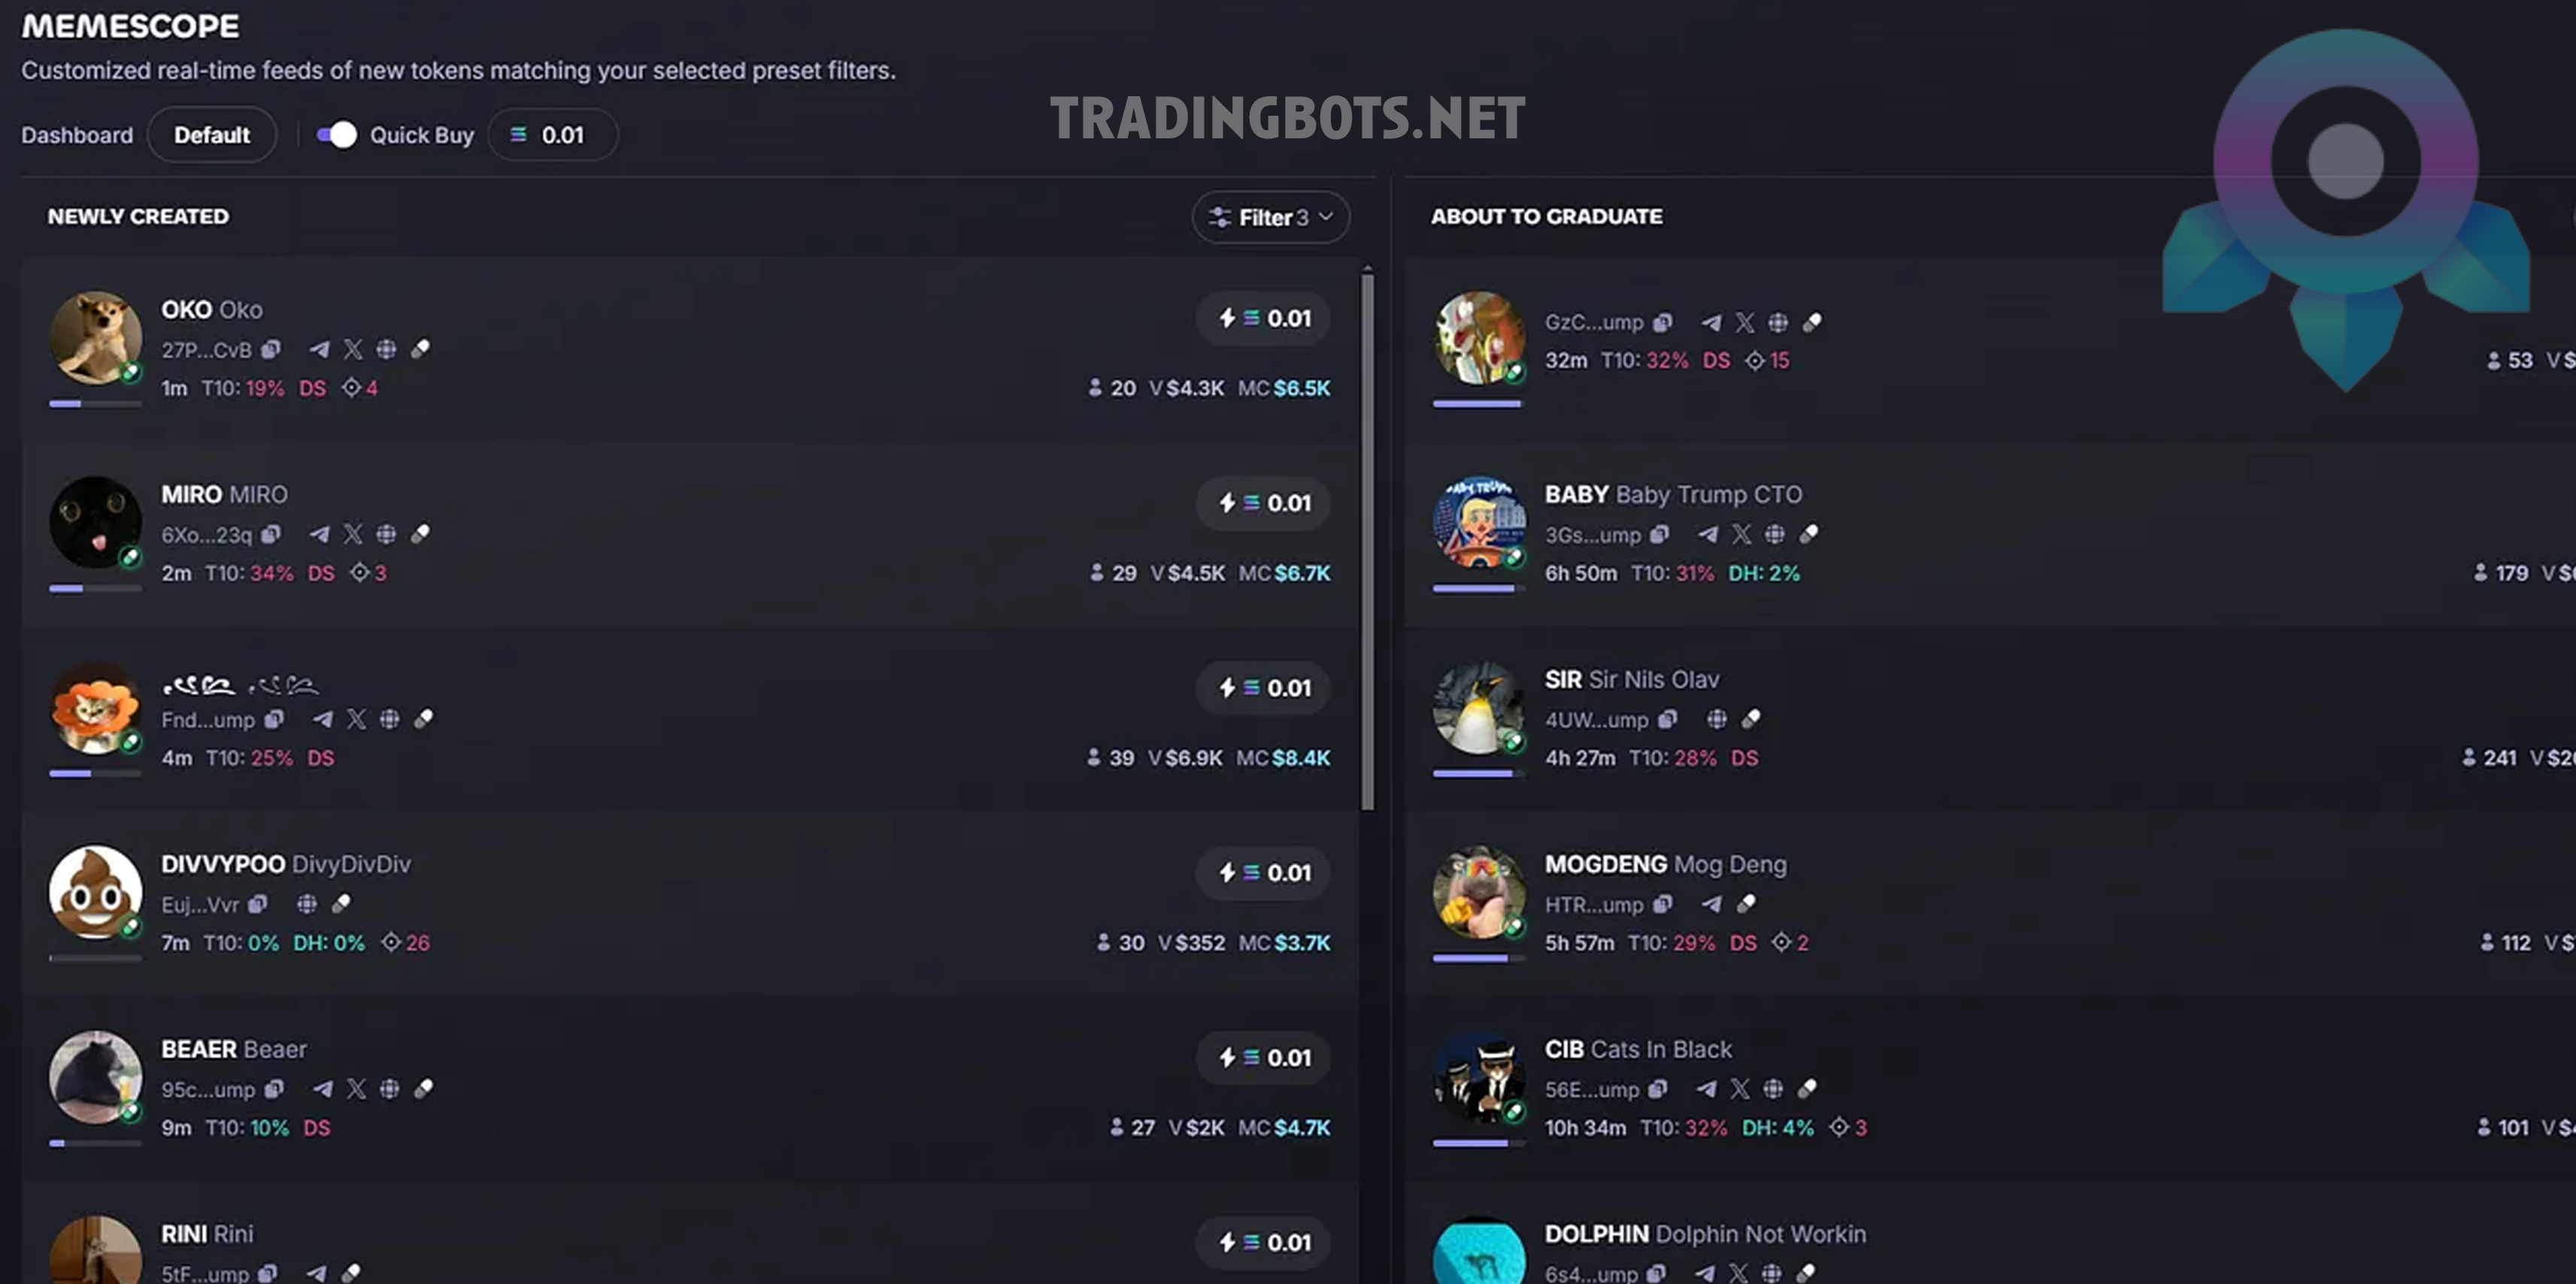 MEMESCOPE
Customized real-time feeds of new tokens matching your selected preset filters.
TRADINGBOTS.NET
Dashboard Default Quick Buy 0.01
NEWLY CREATED Filter 3
OKO Oko
0.01
27P...CvB
1m T10: 19% DS 4
20 V $4.3K MC $6.5K
MIRO MIRO
0.01
6Xo...23q
2m T10: 34% DS 3
29 V $4.5K MC $6.7K
0.01
Fnd...ump
4m T10: 25% DS
39 V $6.9K MC $8.4K
DIVVYPOO DivyDivDiv
0.01
Euj...Vvr
7m T10: 0% DH: 0% 26
30 V $352 MC $3.7K
BEAER Beaer
0.01
95c...ump
9m T10: 10% DS
27 V $2K MC $4.7K
RINI Rini
0.01
5tF...ump
ABOUT TO GRADUATE
GzC...ump
32m T10: 32% DS 15
53 V $
BABY Baby Trump CTO
BABY TRUMP
3Gs...ump
6h 50m T10: 31% DH: 2%
179 V
SIR Sir Nils Olav
4UW...ump
4h 27m T10: 28% DS
241 V
MOGDENG Mog Deng
HTR...ump
5h 57m T10: 29% DS 2
112 V $
CIB Cats In Black
56E...ump
10h 34m T10: 32% DH: 4% 3
101 V
DOLPHIN Dolphin Not Workin
6s4...ump